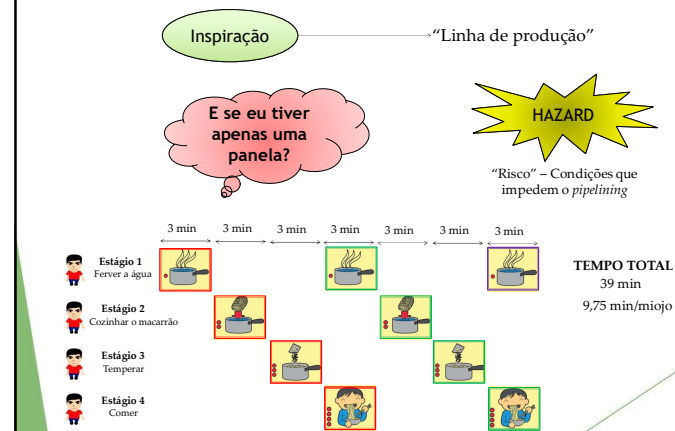 Inspiração
“Linha de produção”
E se eu tiver
apenas uma
panela?
HAZARD
“Risco” – Condições que
impedem o pipelining
3 min
3 min
3 min
3 min
3 min
3 min
3 min
Estágio 1
Ferver a água
Estágio 2
Cozinhar o macarrão
Estágio 3
Temperar
Estágio 4
Comer
TEMPO TOTAL
39 min
9,75 min/miojo